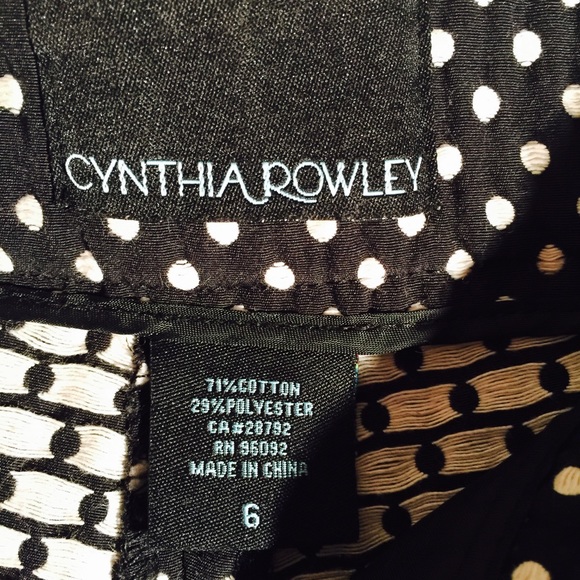 CYNTHIA ROWLEY
71%COTTON
29%POLYESTER
CA#28792
RN 96092
MADE IN CHINA
6